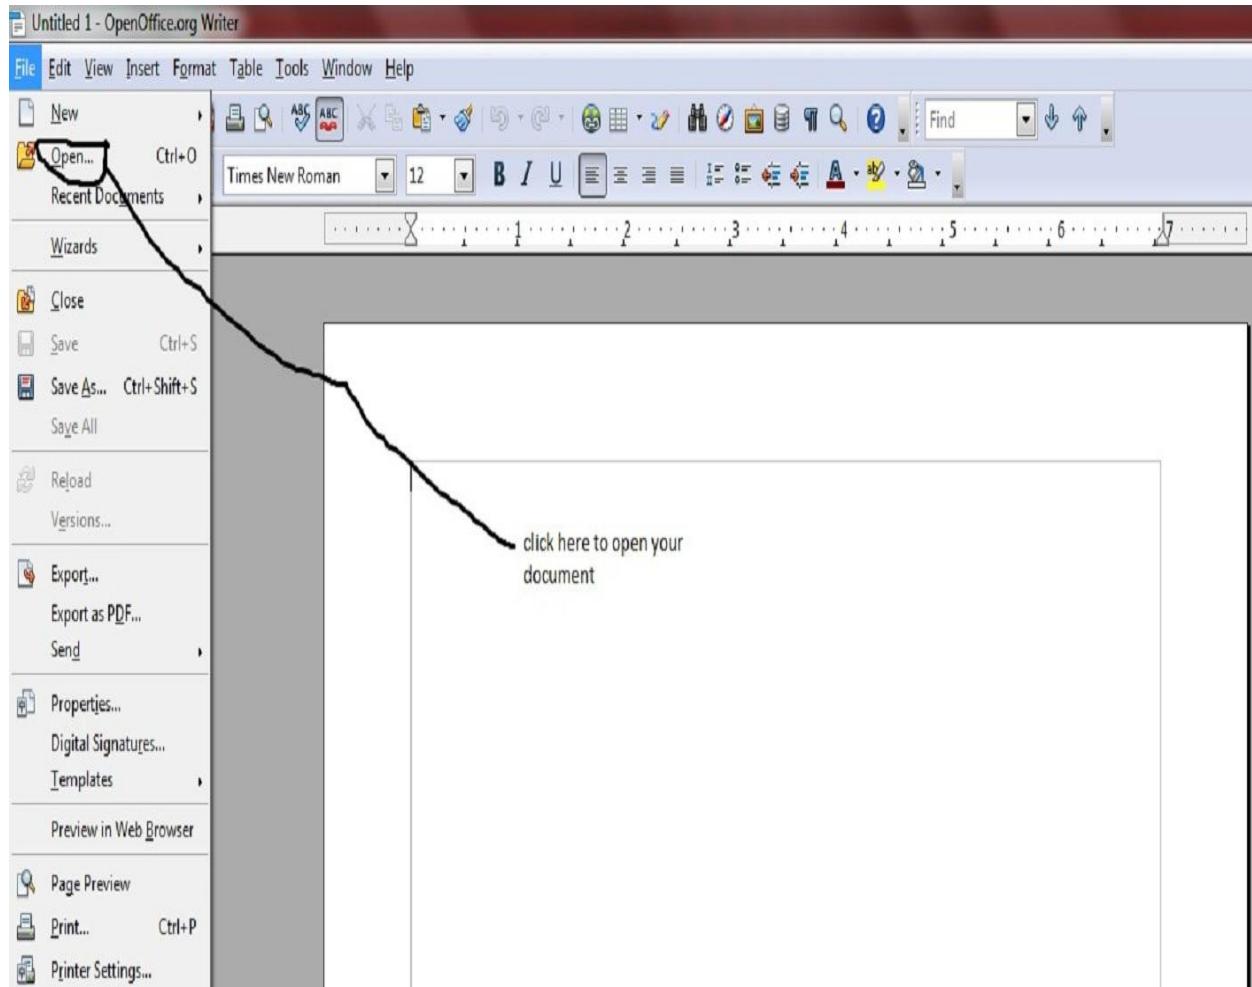 Untitled 1 - OpenOffice.org Writer
File Edit View Insert Format Table Tools Window Help
New
Find
Open... Ctrl+O
Times New Roman 12
Recent Documents
1 2 3 4 5 6 7
Wizards
Close
Save Ctrl+S
Save As... Ctrl+Shift+S
Save All
Reload
Versions...
click here to open your
document
Export...
Export as PDF...
Send
Properties...
Digital Signatures...
Templates
Preview in Web Browser
Page Preview
Print... Ctrl+P
Printer Settings...